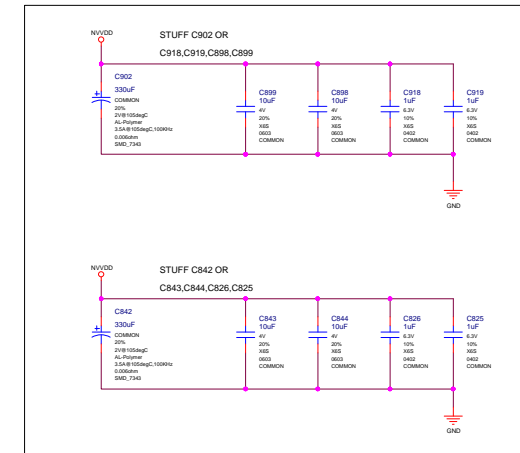 NVVDD
STUFF C902 OR
C918,C919,C898,C899
C902
330uF
COMMON
20%
2V@105degC
AL-Polymer
3.5A@105degC,100KHz
0.006ohm
SMD_7343
C899
10uF
4V
20%
X6S
0603
COMMON
C898
10uF
4V
20%
X6S
0603
COMMON
C918
1uF
6.3V
10%
X6S
0402
COMMON
C919
1uF
6.3V
10%
X6S
0402
COMMON
GND
NVVDD
STUFF C842 OR
C843,C844,C826,C825
C842
330uF
COMMON
20%
2V@105degC
AL-Polymer
3.5A@105degC,100KHz
0.006ohm
SMD_7343
C843
10uF
4V
20%
X6S
0603
COMMON
C844
10uF
4V
20%
X6S
0603
COMMON
C826
1uF
6.3V
10%
X6S
0402
COMMON
C825
1uF
6.3V
10%
X6S
0402
COMMON
GND